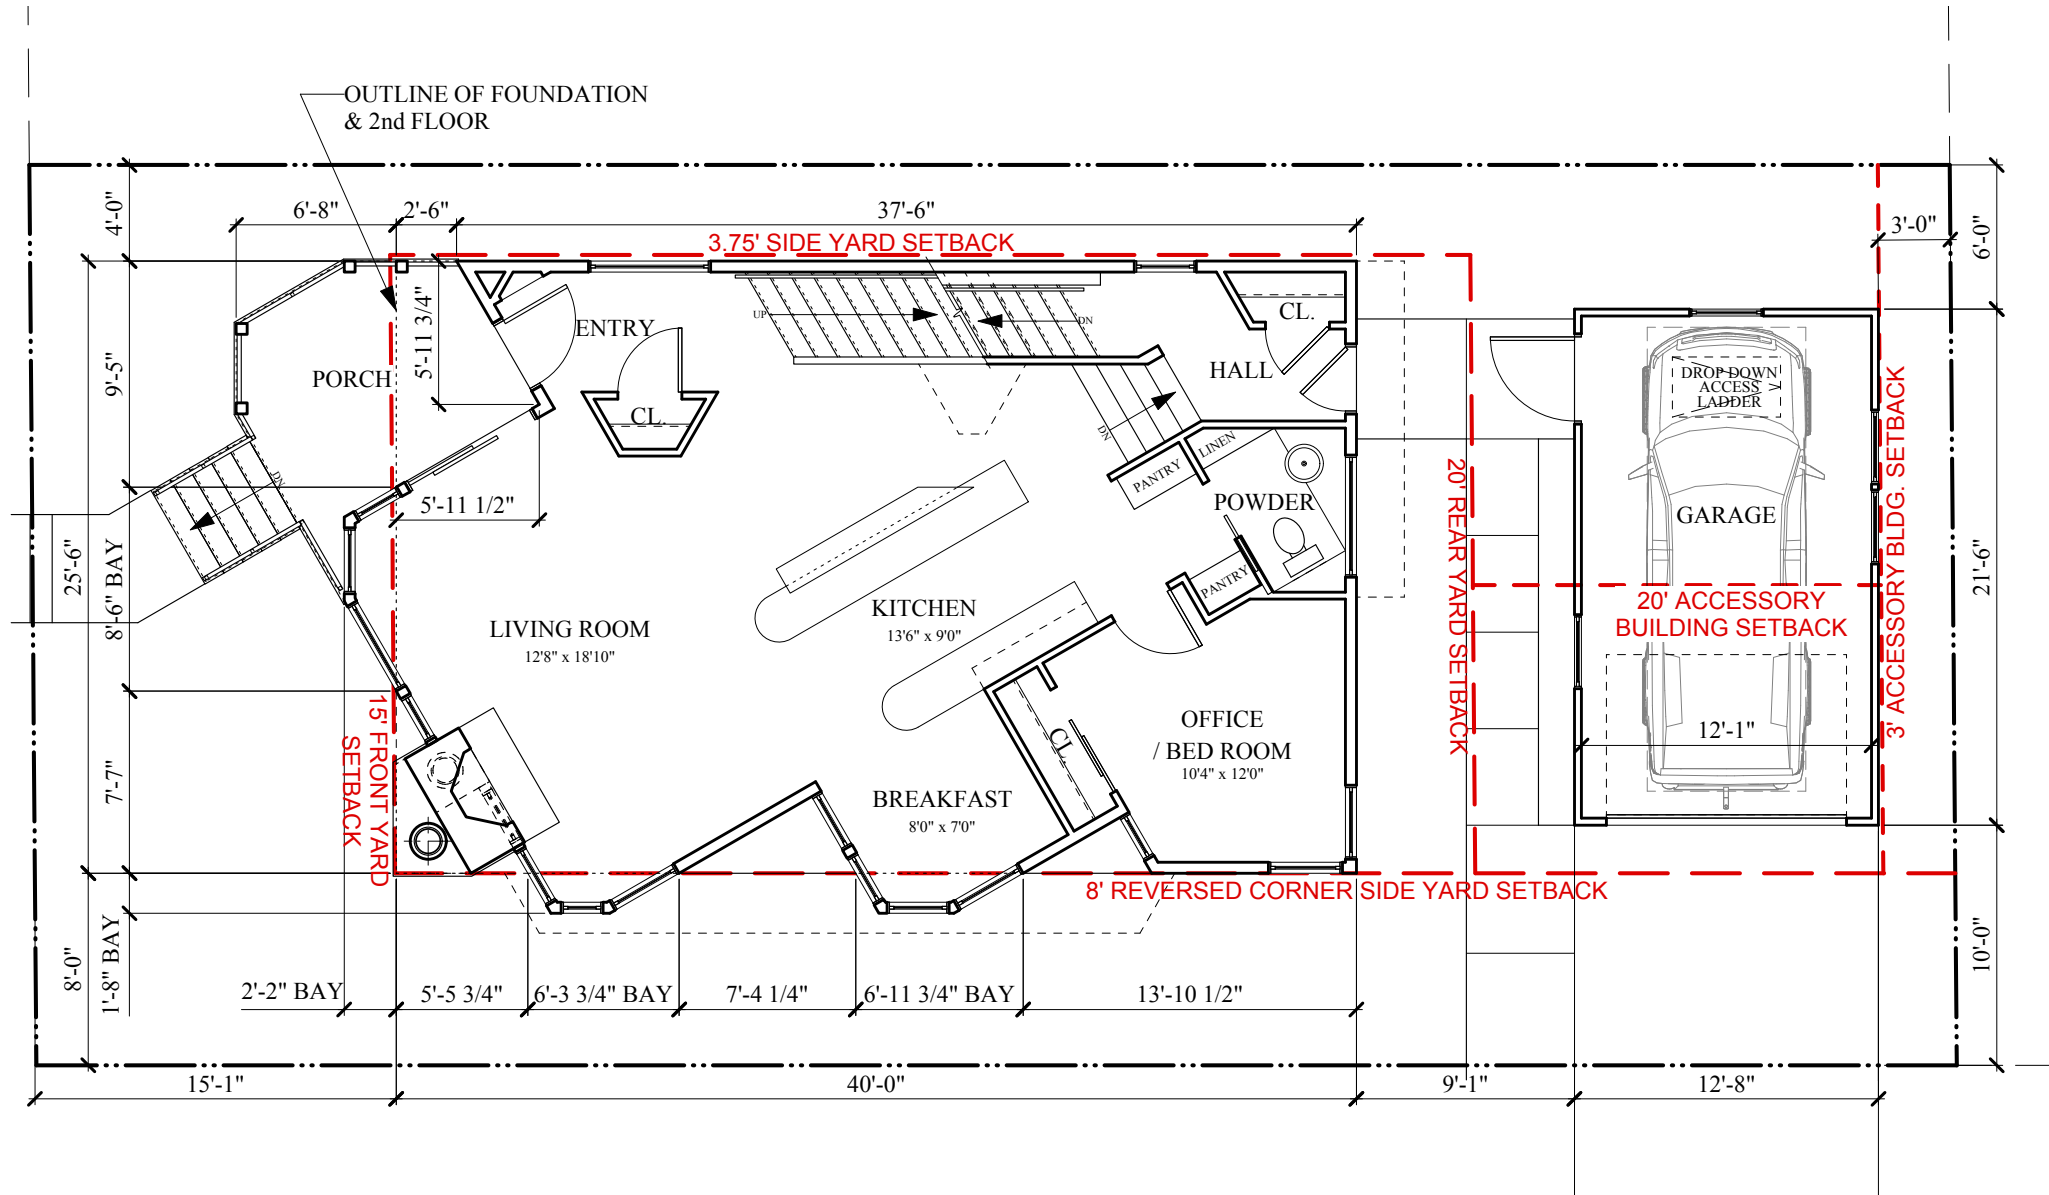 OUTLINE OF FOUNDATION
& 2nd FLOOR
4'-0"
6'-8"
2'-6"
37'-6"
3'-0"
6'-0"
3.75' SIDE YARD SETBACK
5'-11 3/4"
9'-5"
ENTRY
UP
DN
CL.
PORCH
HALL
DROP DOWN
ACCESS
LADDER
CL.
DN
LINEN
PANTRY
DN
POWDER
GARAGE
5'-11 1/2"
25'-6"
8'-6" BAY
20' REAR YARD SETBACK
3' ACCESSORY BLDG. SETBACK
21'-6"
PANTRY
KITCHEN
13'6" x 9'0"
LIVING ROOM
12'8" x 18'10"
20' ACCESSORY
BUILDING SETBACK
15' FRONT YARD
SETBACK
7'-7"
CL.
OFFICE
/ BED ROOM
10'4" x 12'0"
12'-1"
BREAKFAST
8'0" x 7'0"
8' REVERSED CORNER SIDE YARD SETBACK
8'-0"
1'-8" BAY
10'-0"
2'-2" BAY
5'-5 3/4"
6'-3 3/4" BAY
7'-4 1/4"
6'-11 3/4" BAY
13'-10 1/2"
15'-1"
40'-0"
9'-1"
12'-8"